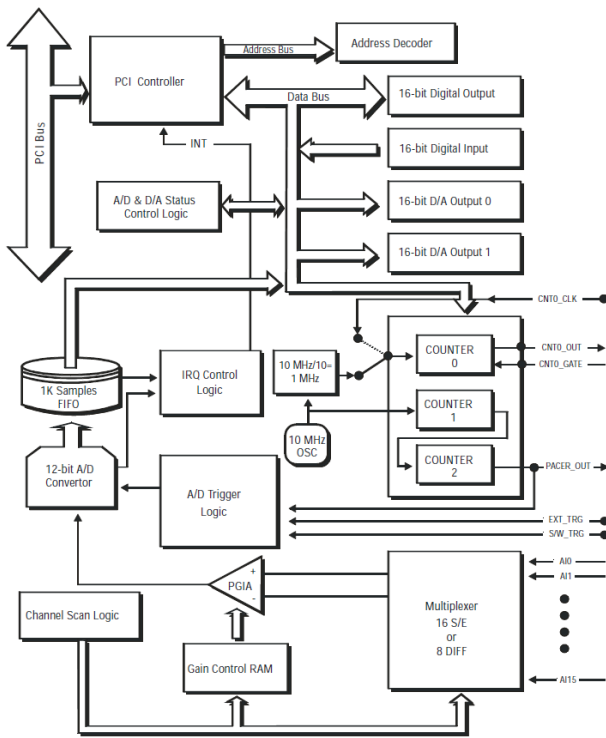 PCI Bus
PCI Controller
Address Bus
Address Decoder
Data Bus
16-bit Digital Output
INT
16-bit Digital Input
A/D & D/A Status
Control Logic
16-bit D/A Output 0
16-bit D/A Output 1
CNT0_CLK
1K Samples
FIFO
IRQ Control
Logic
10 MHz/10=
1 MHz
COUNTER
0
CNT0_OUT
CNT0_GATE
COUNTER
1
10 MHz
OSC
12-bit A/D
Convertor
A/D Trigger
Logic
COUNTER
2
PACER_OUT
EXT_TRG
S/W_TRG
PGIA
+
-
Multiplexer
16 S/E
or
8 DIFF
AI0
AI1
AI15
Channel Scan Logic
Gain Control RAM